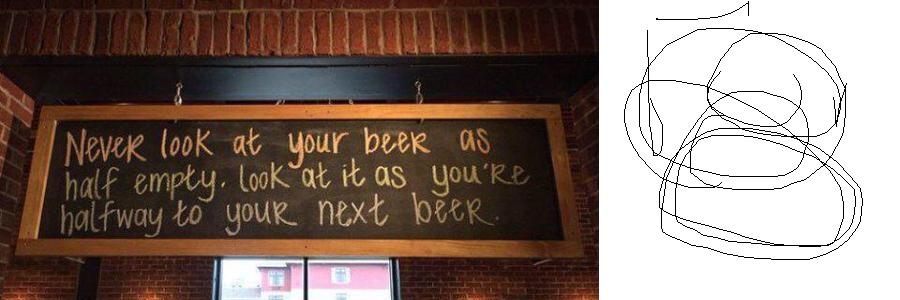 Never look at your beer as
half empty. look at it as you're
halfway to your next beer.